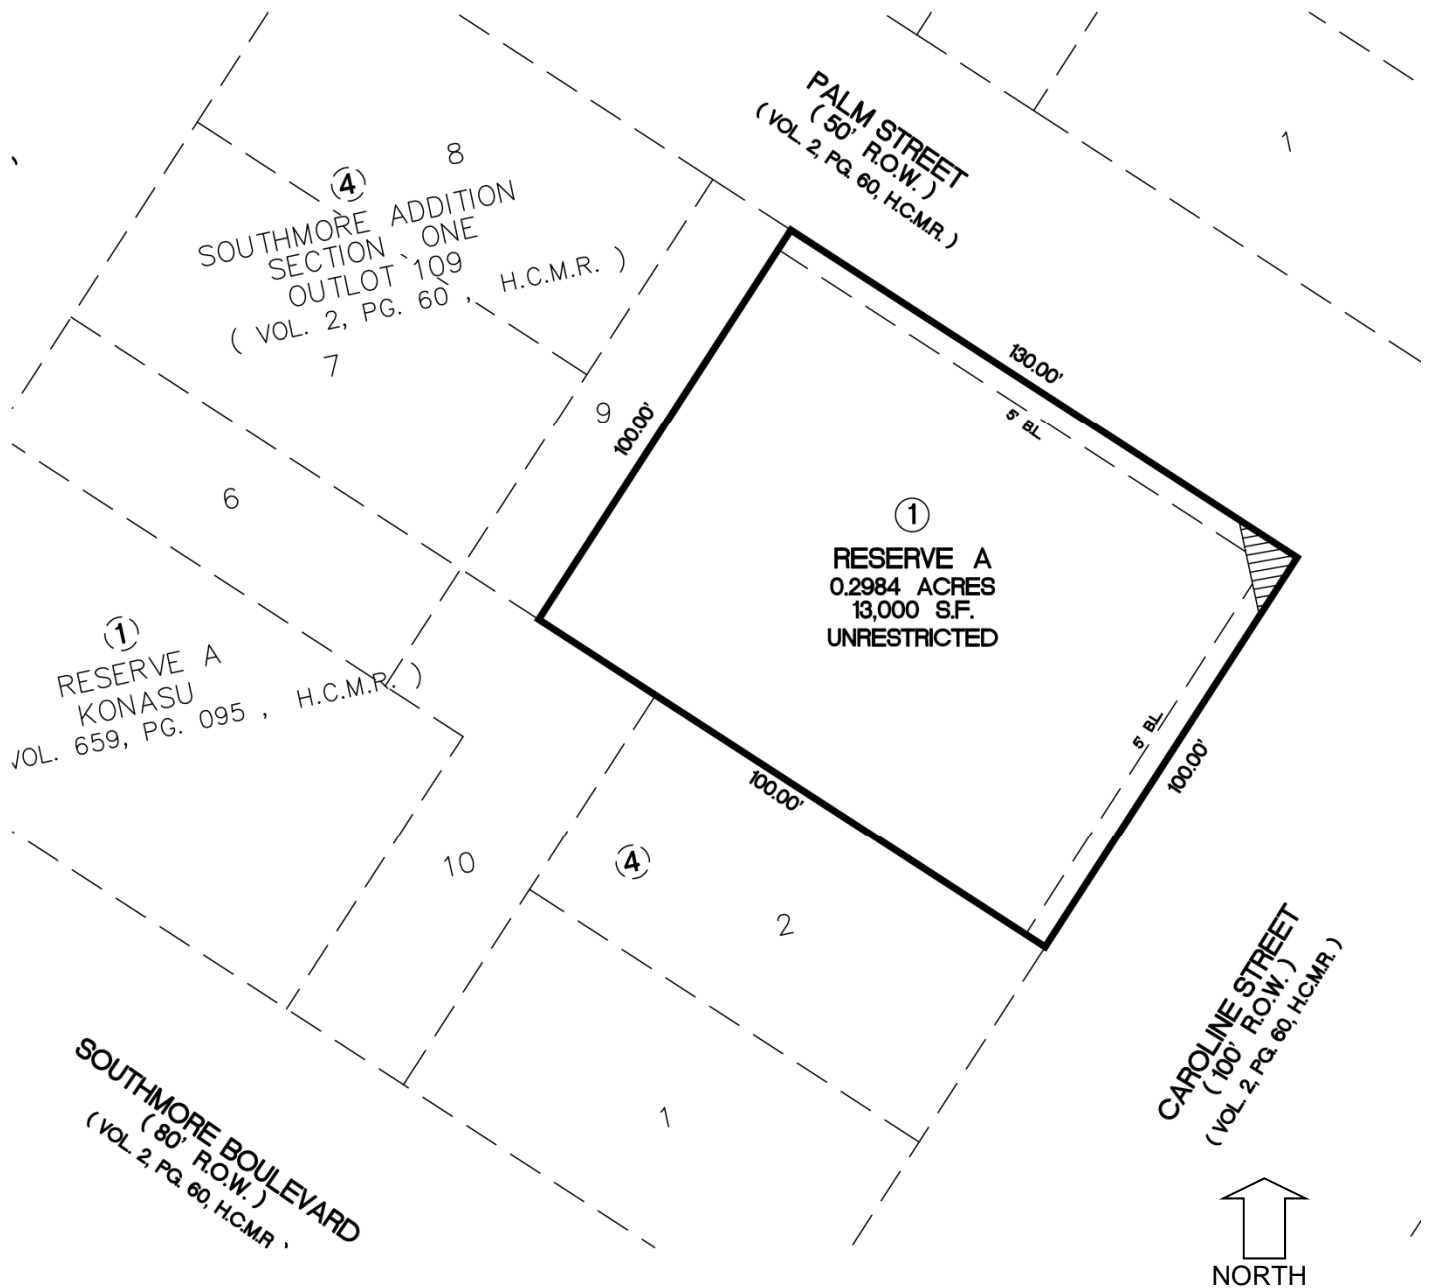 PALM STREET
( 50' R.O.W. )
( VOL. 2, PG. 60, H.C.M.R. )
1
8
4
SOUTHMORE ADDITION
SECTION ONE
OUTLOT 109
( VOL. 2, PG. 60 , H.C.M.R. )
7
9
100.00'
130.00'
5' B.L.
6
1
RESERVE A
0.2984 ACRES
13,000 S.F.
UNRESTRICTED
1
RESERVE A
KONASU
VOL. 659, PG. 095 , H.C.M.R. )
5' B.L.
100.00'
100.00'
10
4
2
1
CAROLINE STREET
( 100' R.O.W. )
( VOL. 2, PG. 60, H.C.M.R. )
SOUTHMORE BOULEVARD
( 80' R.O.W. )
( VOL. 2, PG. 60, H.C.M.R
NORTH